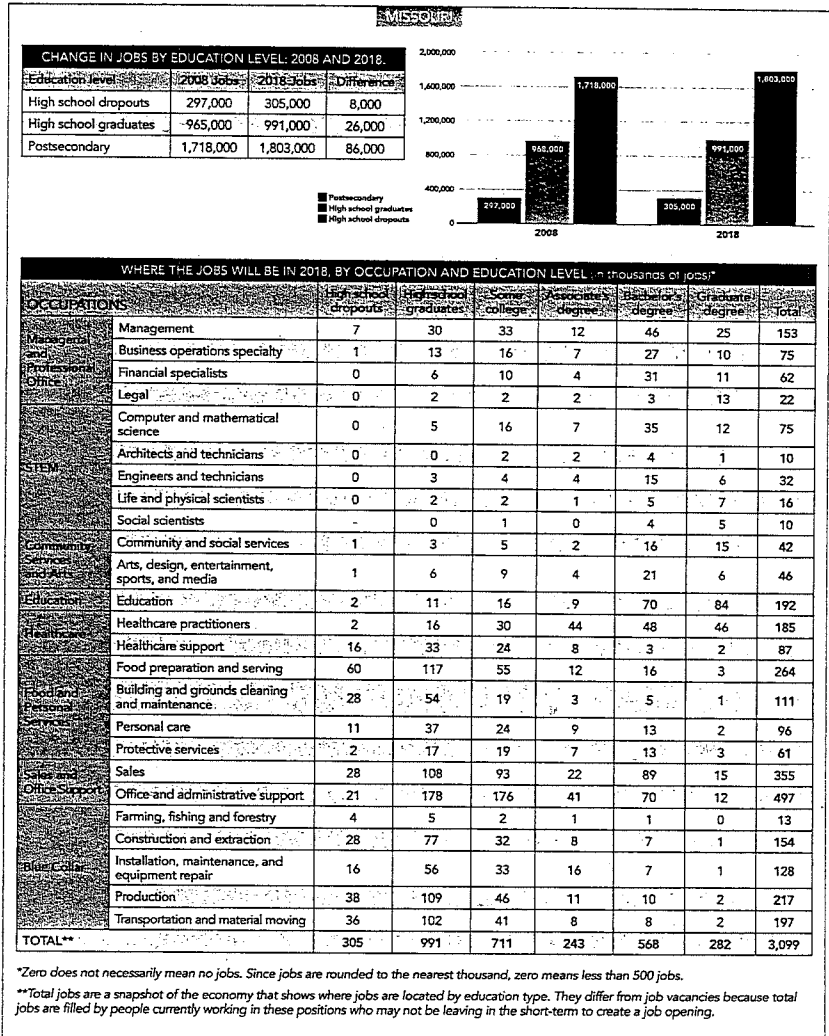 MISSOURI
CHANGE IN JOBS BY EDUCATION LEVEL: 2008 AND 2018.
Education level 2008 Jobs 2018 Jobs Difference
High school dropouts 297,000 305,000 8,000
High school graduates 965,000 991,000 26,000
Postsecondary 1,718,000 1,803,000 86,000
2,000,000
1,600,000
1,200,000
800,000
400,000
0
297,000 968,000 1,718,000
305,000 991,000 1,803,000
2008 2018
Postsecondary
High school graduates
High school dropouts
WHERE THE JOBS WILL BE IN 2018, BY OCCUPATION AND EDUCATION LEVEL (in thousands of jobs)*
OCCUPATIONS High school dropouts High school graduates Some college Associate's degree Bachelor's degree Graduate degree Total
Managerial and Professional Office
Management 7 30 33 12 46 25 153
Business operations specialty 1 13 16 7 27 10 75
Financial specialists 0 6 10 4 31 11 62
Legal 0 2 2 2 3 13 22
STEM
Computer and mathematical science 0 5 16 7 35 12 75
Architects and technicians 0 0 2 2 4 1 10
Engineers and technicians 0 3 4 4 15 6 32
Life and physical scientists 0 2 2 1 5 7 16
Social scientists - 0 1 0 4 5 10
Community Services and Arts
Community and social services 1 3 5 2 16 15 42
Arts, design, entertainment, sports, and media 1 6 9 4 21 6 46
Education
Education 2 11 16 9 70 84 192
Healthcare
Healthcare practitioners 2 16 30 44 48 46 185
Healthcare support 16 33 24 8 3 2 87
Food and Personal Services
Food preparation and serving 60 117 55 12 16 3 264
Building and grounds cleaning and maintenance 28 54 19 3 5 1 111
Personal care 11 37 24 9 13 2 96
Protective services 2 17 19 7 13 3 61
Sales and Office Support
Sales 28 108 93 22 89 15 355
Office and administrative support 21 178 176 41 70 12 497
Blue Collar
Farming, fishing and forestry 4 5 2 1 1 0 13
Construction and extraction 28 77 32 8 7 1 154
Installation, maintenance, and equipment repair 16 56 33 16 7 1 128
Production 38 109 46 11 10 2 217
Transportation and material moving 36 102 41 8 8 2 197
TOTAL** 305 991 711 243 568 282 3,099
*Zero does not necessarily mean no jobs. Since jobs are rounded to the nearest thousand, zero means less than 500 jobs.
**Total jobs are a snapshot of the economy that shows where jobs are located by education type. They differ from job vacancies because total
jobs are filled by people currently working in these positions who may not be leaving in the short-term to create a job opening.